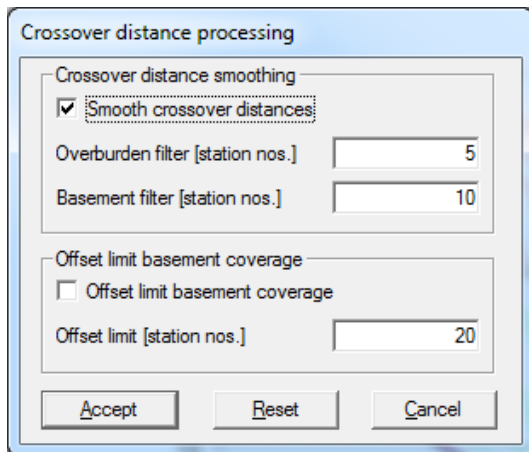 Crossover distance processing
Crossover distance smoothing
Smooth crossover distances
Overburden filter [station nos.] 5
Basement filter [station nos.] 10
Offset limit basement coverage
Offset limit basement coverage
Offset limit [station nos.] 20
Accept Reset Cancel